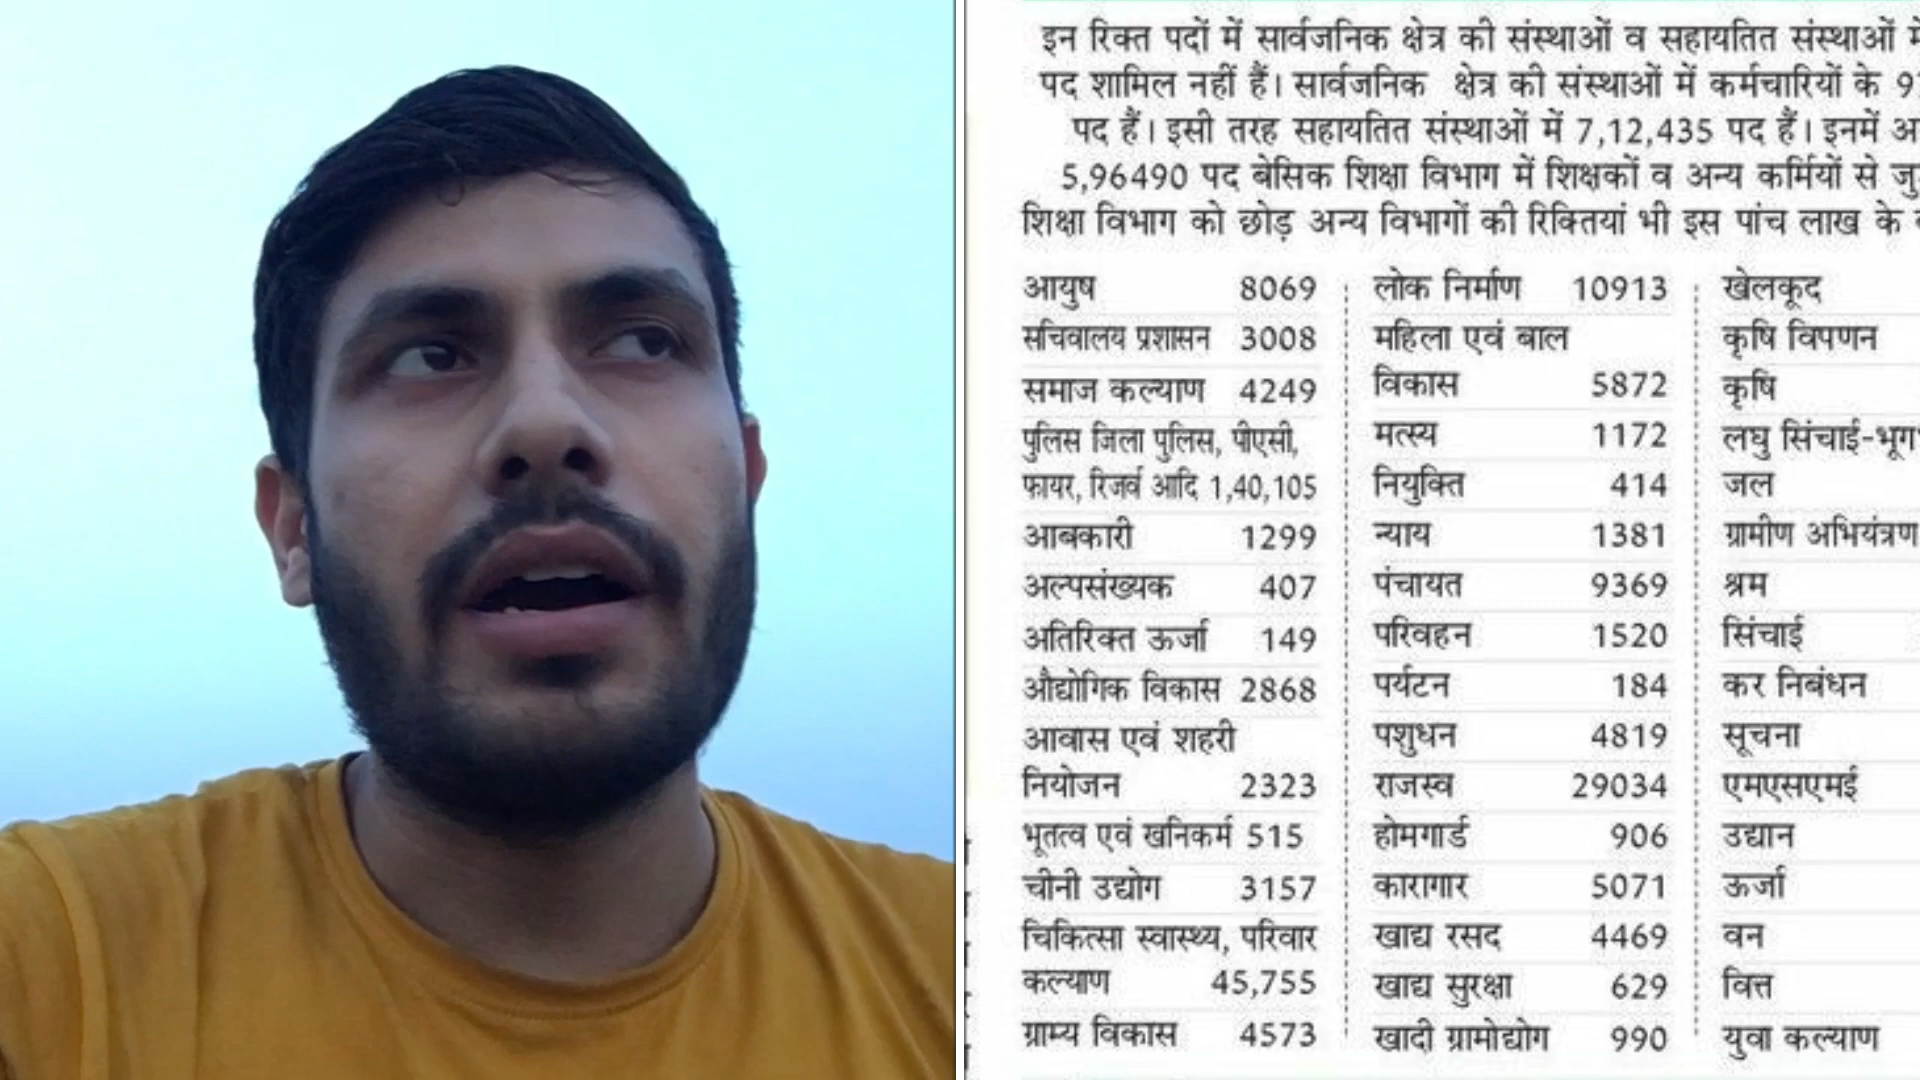 इन रिक्त पदों में सार्वजनिक क्षेत्र की संस्थाओं व सहायतित संस्थाओं
पद शामिल नहीं हैं। सार्वजनिक क्षेत्र की संस्थाओं में कर्मचारियों के
पद हैं। इसी तरह सहायतित संस्थाओं में 7,12,435 पद हैं। इनमें
5,96490 पद बेसिक शिक्षा विभाग में शिक्षकों व अन्य कर्मियों से
शिक्षा विभाग को छोड़ अन्य विभागों की रिक्तियां भी इस पांच लाख के
आयुष 8069
सचिवालय प्रशासन 3008
समाज कल्याण 4249
पुलिस जिला पुलिस, पीएसी,
फायर, रिजर्व आदि 1,40,105
आबकारी 1299
अल्पसंख्यक 407
अतिरिक्त ऊर्जा 149
औद्योगिक विकास 2868
आवास एवं शहरी
नियोजन 2323
भूतत्व एवं खनिकर्म 515
चीनी उद्योग 3157
चिकित्सा स्वास्थ्य, परिवार
कल्याण 45,755
ग्राम्य विकास 4573
लोक निर्माण 10913
महिला एवं बाल
विकास 5872
मत्स्य 1172
नियुक्ति 414
न्याय 1381
पंचायत 9369
परिवहन 1520
पर्यटन 184
पशुधन 4819
राजस्व 29034
होमगार्ड 906
कारागार 5071
खाद्य रसद 4469
खाद्य सुरक्षा 629
खादी ग्रामोद्योग 990
खेलकूद
कृषि विपणन
कृषि
लघु
जल
ग्रामीण अभियंत्रण
श्रम
सिंचाई
कर निबंधन
सूचना
एमएसएमई
उद्यान
ऊर्जा
वन
वित्त
युवा कल्याण